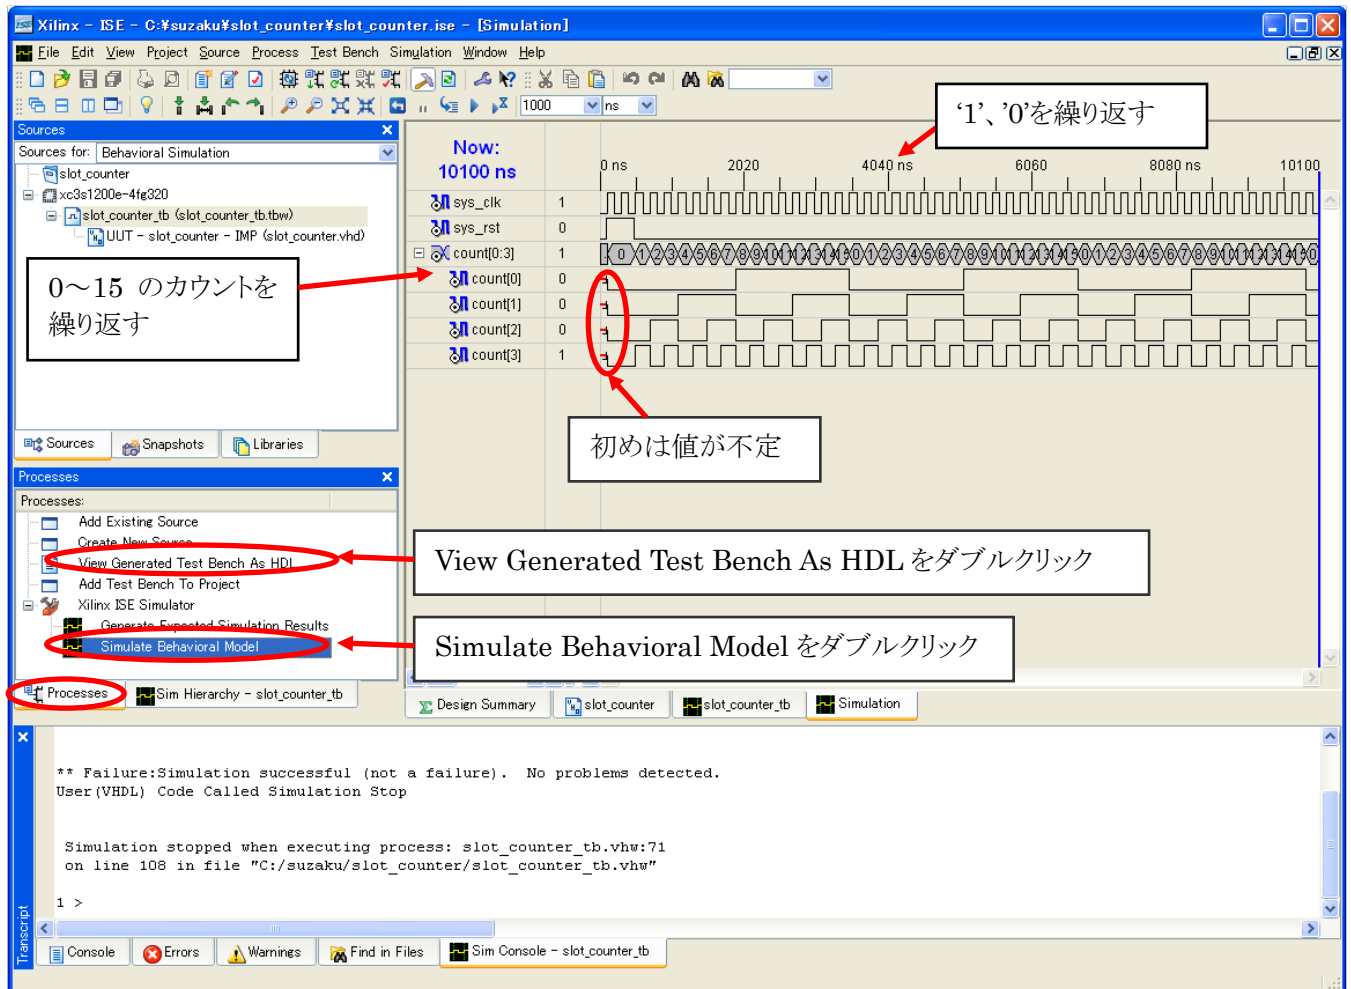 Xilinx - ISE - C:¥suzaku¥slot_counter¥slot_counter.ise - [Simulation]
File Edit View Project Source Process Test Bench Simulation Window Help
1000 ns
'1'、'0'を繰り返す
Sources
Sources for: Behavioral Simulation
slot_counter
xc3s1200e-4fg320
slot_counter_tb (slot_counter_tb.tbw)
UUT - slot_counter - IMP (slot_counter.vhd)
0～15 のカウントを
繰り返す
Sources Snapshots Libraries
Now:
10100 ns
0 ns 2020 4040 ns 6060 8080 ns 10100
sys_clk 1
sys_rst 0
count[0:3] 1
count[0] 0
count[1] 0
count[2] 0
count[3] 1
初めは値が不定
Processes
Processes:
Add Existing Source
Create New Source
View Generated Test Bench As HDL
Add Test Bench To Project
Xilinx ISE Simulator
Generate Expected Simulation Results
Simulate Behavioral Model
View Generated Test Bench As HDL をダブルクリック
Simulate Behavioral Model をダブルクリック
Processes Sim Hierarchy - slot_counter_tb
Design Summary slot_counter slot_counter_tb Simulation
** Failure:Simulation successful (not a failure).  No problems detected.
User(VHDL) Code Called Simulation Stop
Simulation stopped when executing process: slot_counter_tb.vhw:71
on line 108 in file "C:/suzaku/slot_counter/slot_counter_tb.vhw"
1 >
Transcript
Console Errors Warnings Find in Files Sim Console - slot_counter_tb